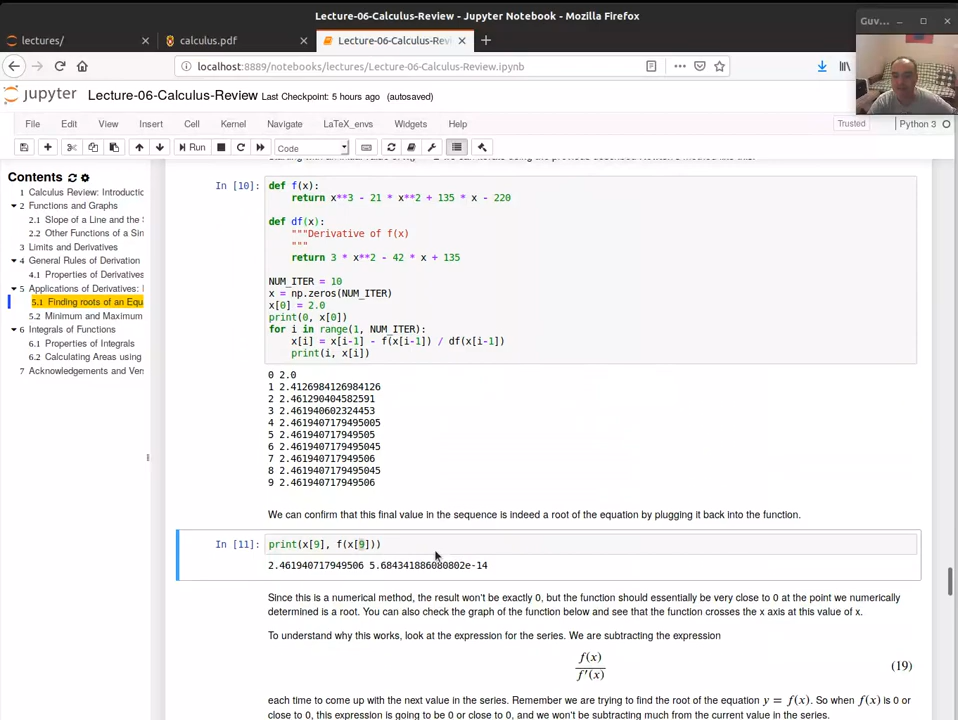 Lecture-06-Calculus-Review - Jupyter Notebook - Mozilla Firefox
Guv...
lectures/
calculus.pdf
Lecture-06-Calculus-Revi
localhost:8889/notebooks/lectures/Lecture-06-Calculus-Review.ipynb
jupyter Lecture-06-Calculus-Review Last Checkpoint: 5 hours ago (autosaved)
File Edit View Insert Cell Kernel Navigate LaTeX_envs Widgets Help
Trusted
Python 3
Run
Code
Contents
1 Calculus Review: Introductic
2 Functions and Graphs
2.1 Slope of a Line and the
2.2 Other Functions of a Sin
3 Limits and Derivatives
4 General Rules of Derivation
4.1 Properties of Derivatives
5 Applications of Derivatives:
5.1 Finding roots of an Equ
5.2 Minimum and Maximum
6 Integrals of Functions
6.1 Properties of Integrals
6.2 Calculating Areas using
7 Acknowledgements and Ver
In [10]:
def f(x):
return x**3 - 21 * x**2 + 135 * x - 220
def df(x):
"""Derivative of f(x)
"""
return 3 * x**2 - 42 * x + 135
NUM_ITER = 10
x = np.zeros(NUM_ITER)
x[0] = 2.0
print(0, x[0])
for i in range(1, NUM_ITER):
x[i] = x[i-1] - f(x[i-1]) / df(x[i-1])
print(i, x[i])
0 2.0
1 2.4126984126984126
2 2.461290404582591
3 2.461940602324453
4 2.461940717949505
5 2.461940717949505
6 2.4619407179495045
7 2.461940717949506
8 2.4619407179495045
9 2.461940717949506
We can confirm that this final value in the sequence is indeed a root of the equation by plugging it back into the function.
In [11]:
print(x[9], f(x[9]))
2.461940717949506 5.684341886080802e-14
Since this is a numerical method, the result won't be exactly 0, but the function should essentially be very close to 0 at the point we numerically
determined is a root. You can also check the graph of the function below and see that the function crosses the x axis at this value of x.
To understand why this works, look at the expression for the series. We are subtracting the expression
f(x)
f′(x)
(19)
each time to come up with the next value in the series. Remember we are trying to find the root of the equation y = f(x). So when f(x) is 0 or
close to 0, this expression is going to be 0 or close to 0, and we won't be subtracting much from the current value in the series.